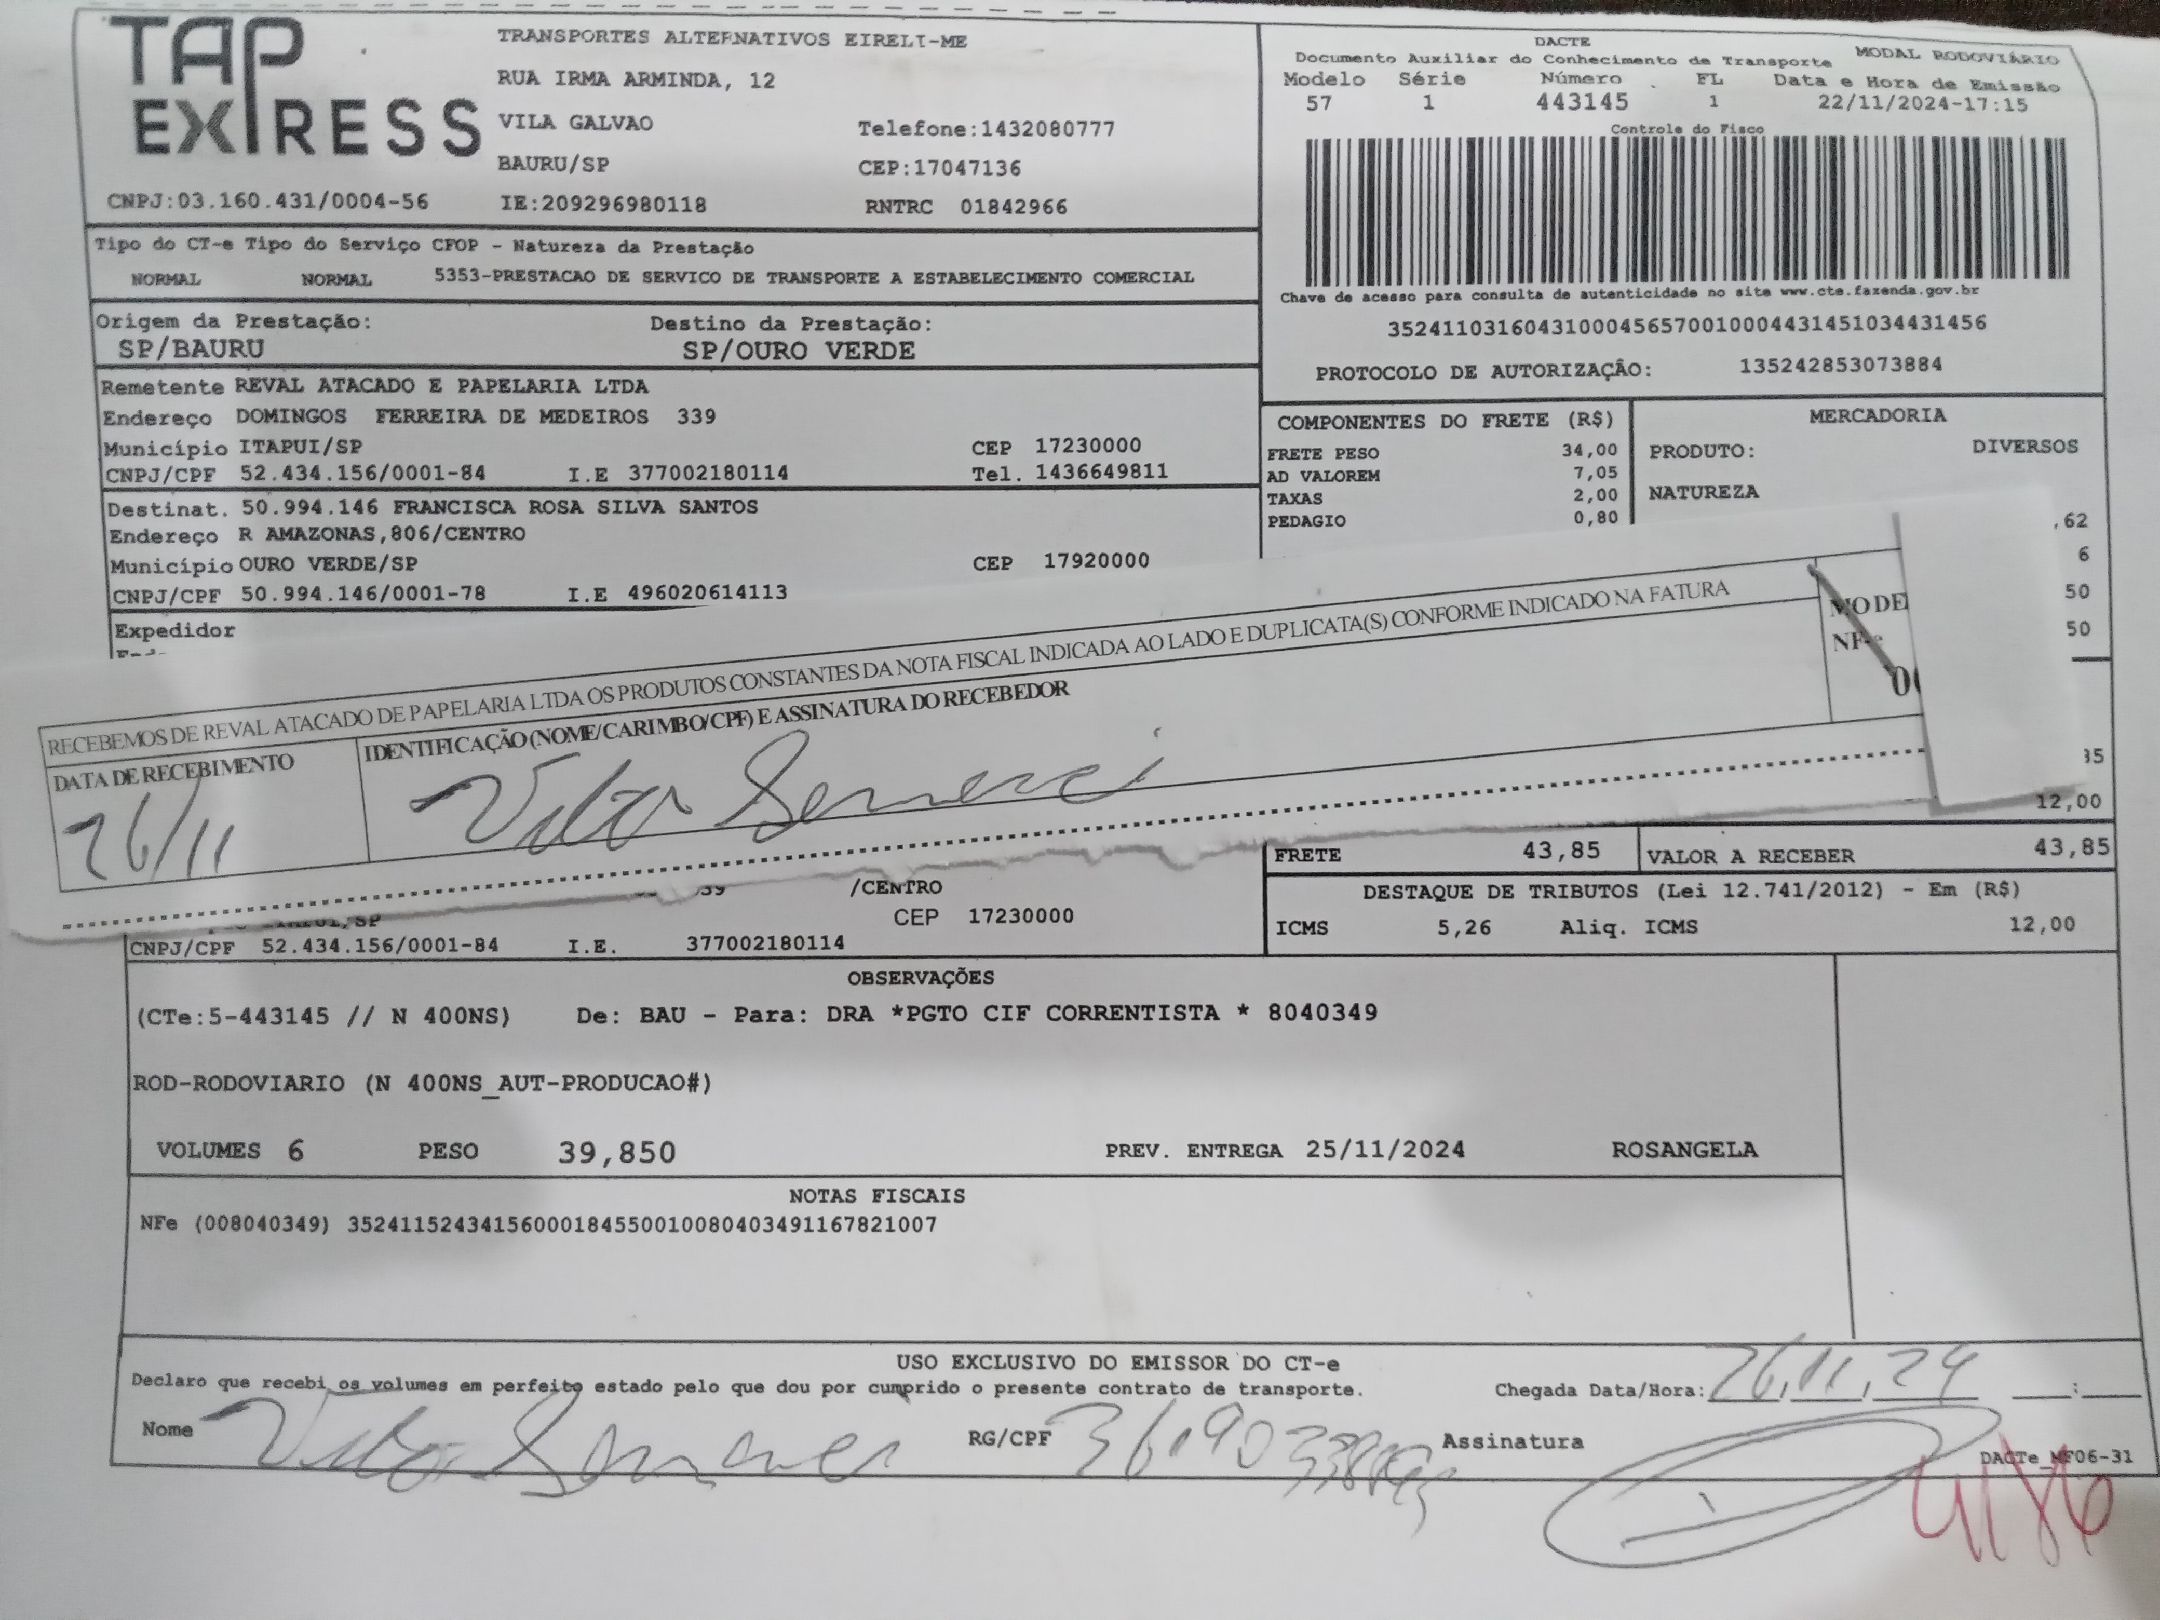 TAP EXPRESS
TRANSPORTES ALTERNATIVOS EIRELI-ME
RUA IRMA ARMINDA, 12
VILA GALVAO Telefone:1432080777
BAURU/SP CEP:17047136
CNPJ:03.160.431/0004-56 IE:209296980118 RNTRC 01842966
DACTE
Documento Auxiliar do Conhecimento de Transporte MODAL RODOVIÁRIO
Modelo Série Número FL Data e Hora de Emissão
57 1 443145 1 22/11/2024-17:15
Controle do Fisco
Chave de acesso para consulta de autenticidade no site www.cte.fazenda.gov.br
35241103160431000456570010004431451034431456
PROTOCOLO DE AUTORIZAÇÃO: 135242853073884
Tipo do CT-e Tipo do Serviço CFOP - Natureza da Prestação
NORMAL NORMAL 5353-PRESTACAO DE SERVICO DE TRANSPORTE A ESTABELECIMENTO COMERCIAL
Origem da Prestação: Destino da Prestação:
SP/BAURU SP/OURO VERDE
Remetente REVAL ATACADO E PAPELARIA LTDA
Endereço DOMINGOS FERREIRA DE MEDEIROS 339
Município ITAPUI/SP CEP 17230000
CNPJ/CPF 52.434.156/0001-84 I.E 377002180114 Tel. 1436649811
Destinat. 50.994.146 FRANCISCA ROSA SILVA SANTOS
Endereço R AMAZONAS,806/CENTRO
Município OURO VERDE/SP CEP 17920000
CNPJ/CPF 50.994.146/0001-78 I.E 496020614113
Expedidor
COMPONENTES DO FRETE (R$) MERCADORIA
FRETE PESO 34,00 PRODUTO: DIVERSOS
AD VALOREM 7,05
TAXAS 2,00 NATUREZA
PEDAGIO 0,80
,62
6
50
50
RECEBEMOS DE REVAL ATACADO DE PAPELARIA LTDA OS PRODUTOS CONSTANTES DA NOTA FISCAL INDICADA AO LADO E DUPLICATA(S) CONFORME INDICADO NA FATURA
DATA DE RECEBIMENTO IDENTIFICAÇÃO (NOME/CARIMBO/CPF) E ASSINATURA DO RECEBEDOR
26/11
MODE
NF-e
35
12,00
FRETE 43,85 VALOR A RECEBER 43,85
DESTAQUE DE TRIBUTOS (Lei 12.741/2012) - Em (R$)
ICMS 5,26 Aliq. ICMS 12,00
/CENTRO
CEP 17230000
CNPJ/CPF 52.434.156/0001-84 I.E. 377002180114
OBSERVAÇÕES
(CTe:5-443145 // N 400NS) De: BAU - Para: DRA *PGTO CIF CORRENTISTA * 8040349
ROD-RODOVIARIO (N 400NS_AUT-PRODUCAO#)
VOLUMES 6 PESO 39,850 PREV. ENTREGA 25/11/2024 ROSANGELA
NOTAS FISCAIS
NFe (008040349) 35241152434156000184550010080403491167821007
USO EXCLUSIVO DO EMISSOR DO CT-e
Declaro que recebi os volumes em perfeito estado pelo que dou por cumprido o presente contrato de transporte. Chegada Data/Hora: 26,11,24
Nome RG/CPF Assinatura
DACTe_MF06-31